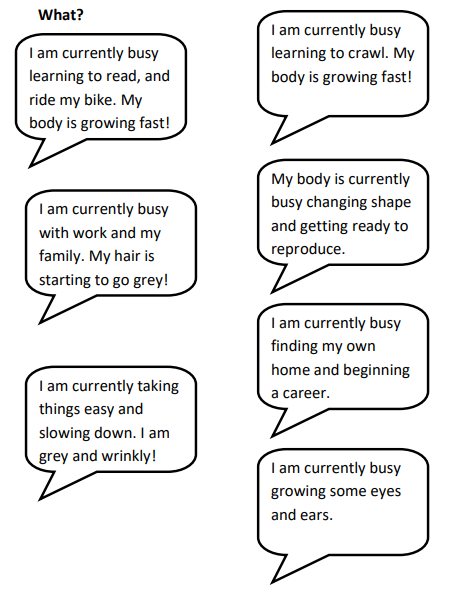 What?
I am currently busy
learning to read, and
ride my bike. My
body is growing fast!
I am currently busy
with work and my
family. My hair is
starting to go grey!
I am currently taking
things easy and
slowing down. I am
grey and wrinkly!
I am currently busy
learning to crawl. My
body is growing fast!
My body is currently
busy changing shape
and getting ready to
reproduce.
I am currently busy
finding my own
home and beginning
a career.
I am currently busy
growing some eyes
and ears.